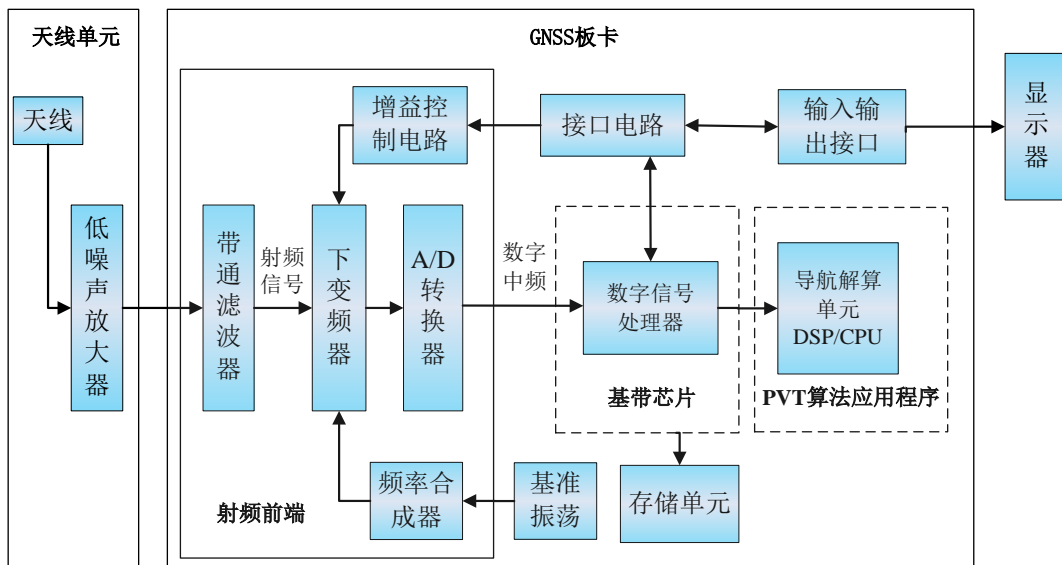 天线单元
GNSS板卡
天线
增益控
制电路
接口电路
输入输
出接口
显
示
器
低
噪
声
放
大
器
带
通
滤
波
器
射频
信号
下
变
频
器
A/D
转
换
器
数字
中频
数字信号
处理器
导航解算
单元
DSP/CPU
基带芯片
PVT算法应用程序
射频前端
频率合
成器
基准
振荡
存储单元